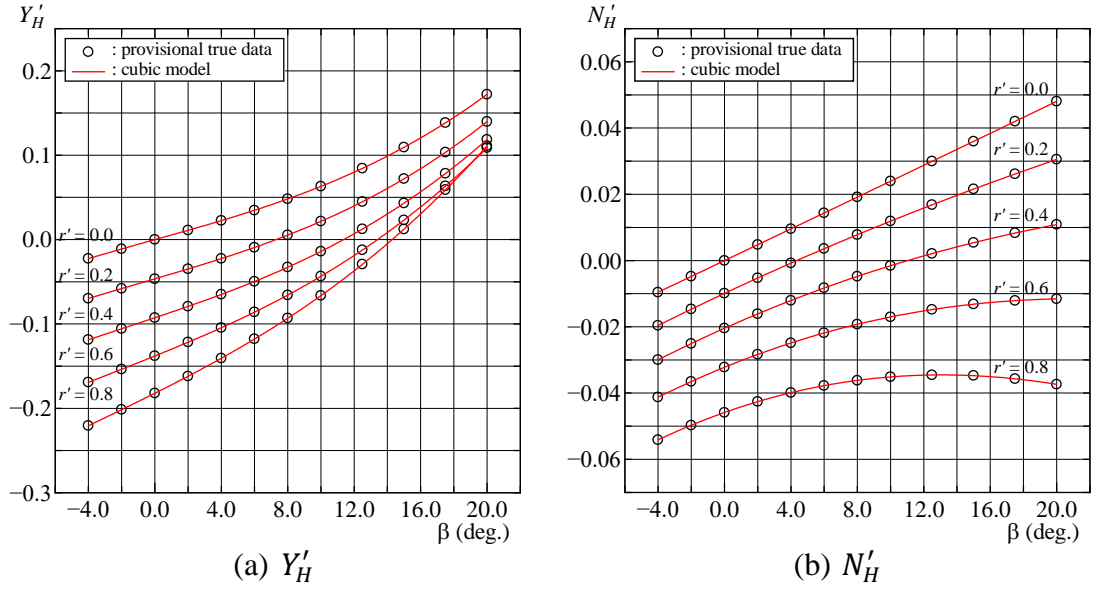 Y_H′
: provisional true data
: cubic model
0.2
0.1
0.0
−0.1
−0.2
−0.3
r′ = 0.0
r′ = 0.2
r′ = 0.4
r′ = 0.6
r′ = 0.8
−4.0 0.0 4.0 8.0 12.0 16.0 20.0
β (deg.)
(a) Y_H′
N_H′
: provisional true data
: cubic model
0.06
0.04
0.02
0.00
−0.02
−0.04
−0.06
r′ = 0.0
r′ = 0.2
r′ = 0.4
r′ = 0.6
r′ = 0.8
−4.0 0.0 4.0 8.0 12.0 16.0 20.0
β (deg.)
(b) N_H′